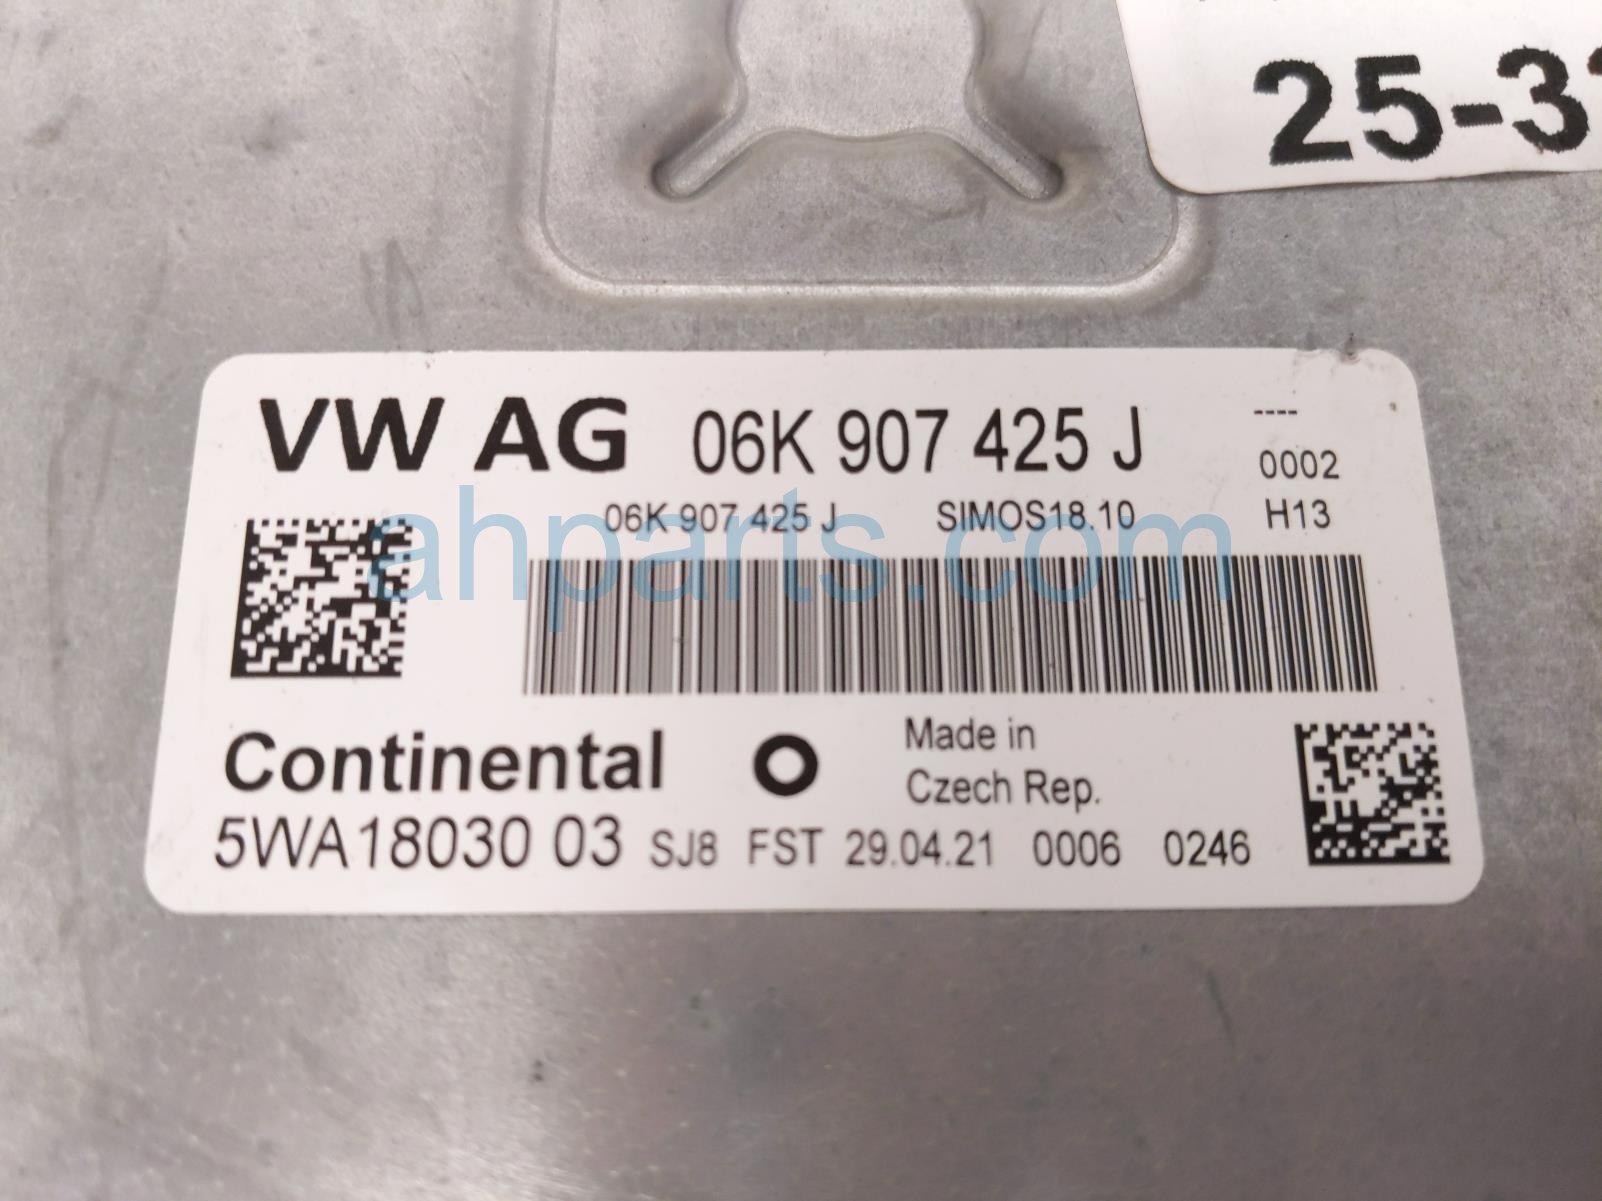 25-3
VW AG 06K 907 425 J ----
0002
06K 907 425 J SIMOS18.10 H13
ahparts.com
Continental O Made in
Czech Rep.
5WA18030 03 SJ8 FST 29.04.21 0006 0246